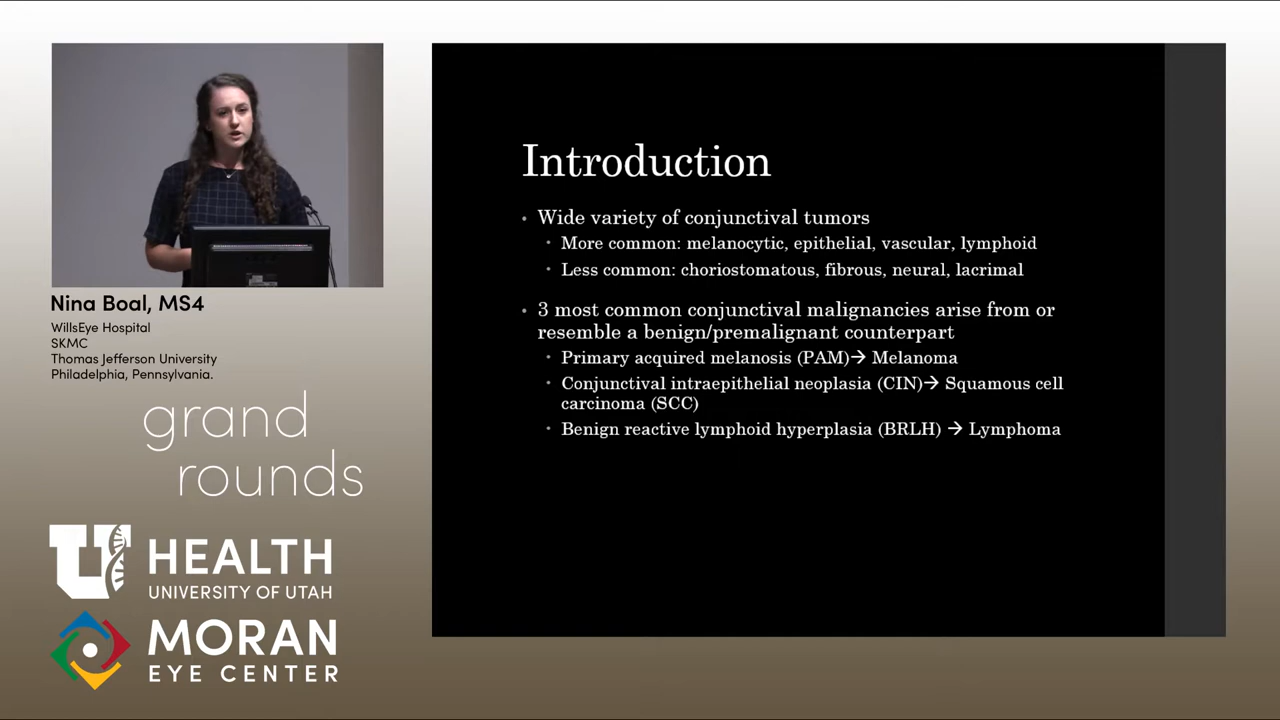 Nina Boal, MS4
WillsEye Hospital
SKMC
Thomas Jefferson University
Philadelphia, Pennsylvania.
grand
rounds
U HEALTH
UNIVERSITY OF UTAH
MORAN
EYE CENTER
Introduction
• Wide variety of conjunctival tumors
• More common: melanocytic, epithelial, vascular, lymphoid
• Less common: choriostomatous, fibrous, neural, lacrimal
• 3 most common conjunctival malignancies arise from or
resemble a benign/premalignant counterpart
• Primary acquired melanosis (PAM)→ Melanoma
• Conjunctival intraepithelial neoplasia (CIN)→ Squamous cell
carcinoma (SCC)
• Benign reactive lymphoid hyperplasia (BRLH) → Lymphoma